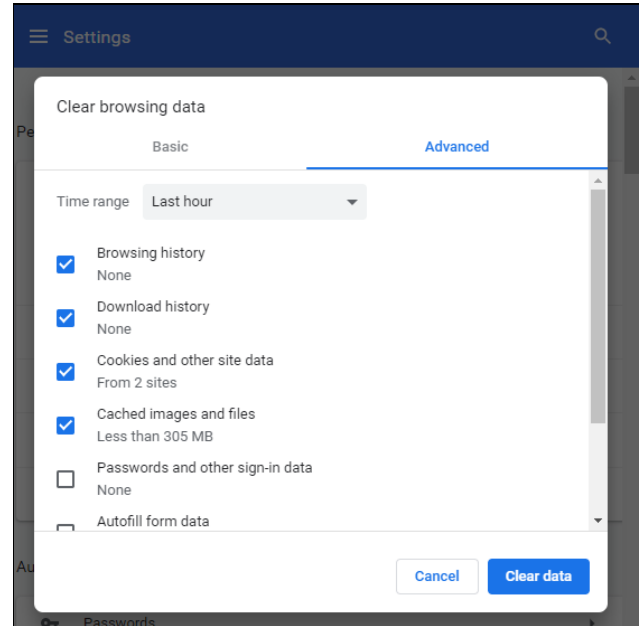 Settings
Clear browsing data
Pe
Basic
Advanced
Time range Last hour
Browsing history
None
Download history
None
Cookies and other site data
From 2 sites
Cached images and files
Less than 305 MB
Passwords and other sign-in data
None
Autofill form data
Au
Cancel Clear data
Passwords